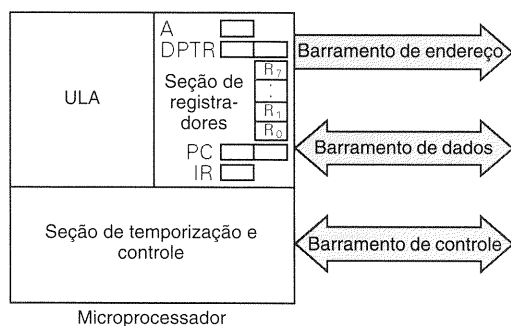 A
DPTR
Seção de
registra-
dores
R7
:
R1
R0
PC
IR
ULA
Seção de temporização e
controle
Barramento de endereço
Barramento de dados
Barramento de controle
Microprocessador